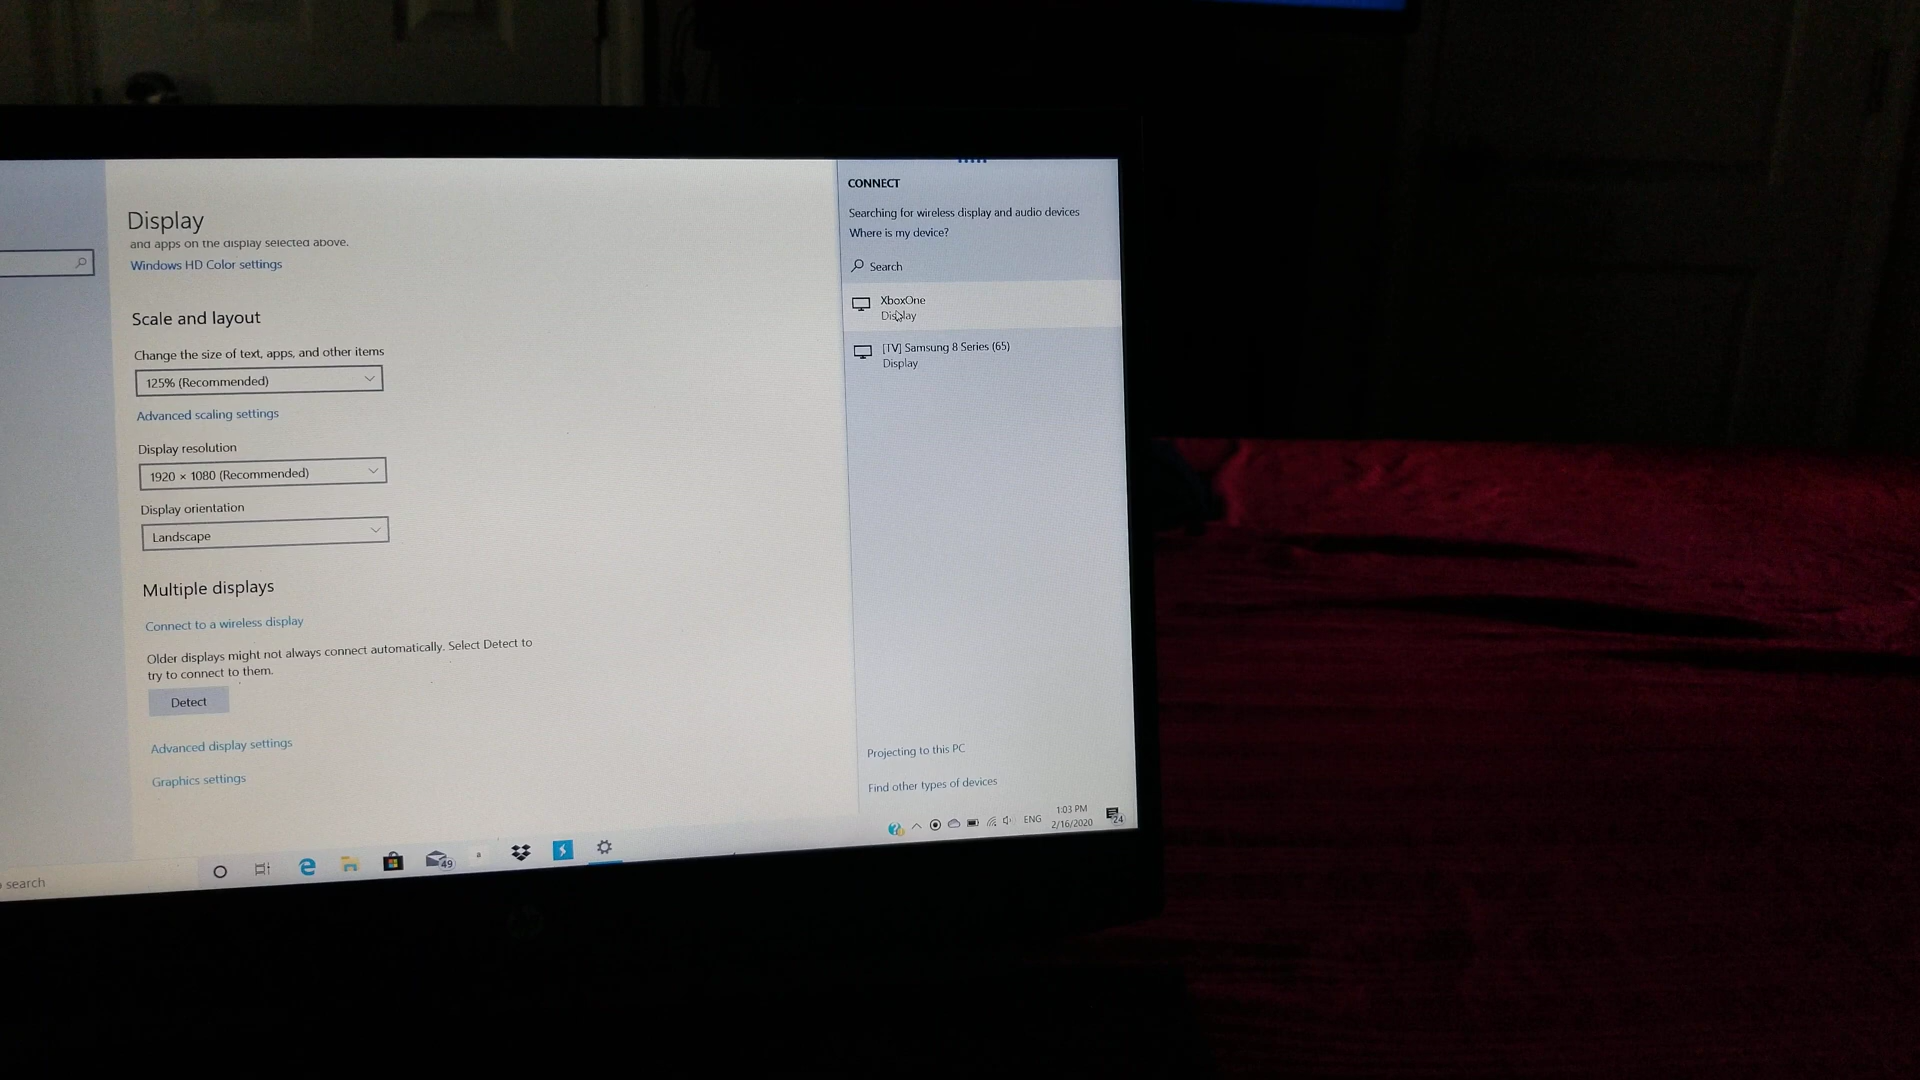 Display
and apps on the display selected above.
Windows HD Color settings
Scale and layout
Change the size of text, apps, and other items
125% (Recommended)
Advanced scaling settings
Display resolution
1920 × 1080 (Recommended)
Display orientation
Landscape
Multiple displays
Connect to a wireless display
Older displays might not always connect automatically. Select Detect to
try to connect to them.
Detect
Advanced display settings
Graphics settings
CONNECT
Searching for wireless display and audio devices
Where is my device?
Search
XboxOne
Display
[TV] Samsung 8 Series (65)
Display
Projecting to this PC
Find other types of devices
search
49
a
ENG
1:03 PM
2/16/2020
24
hp